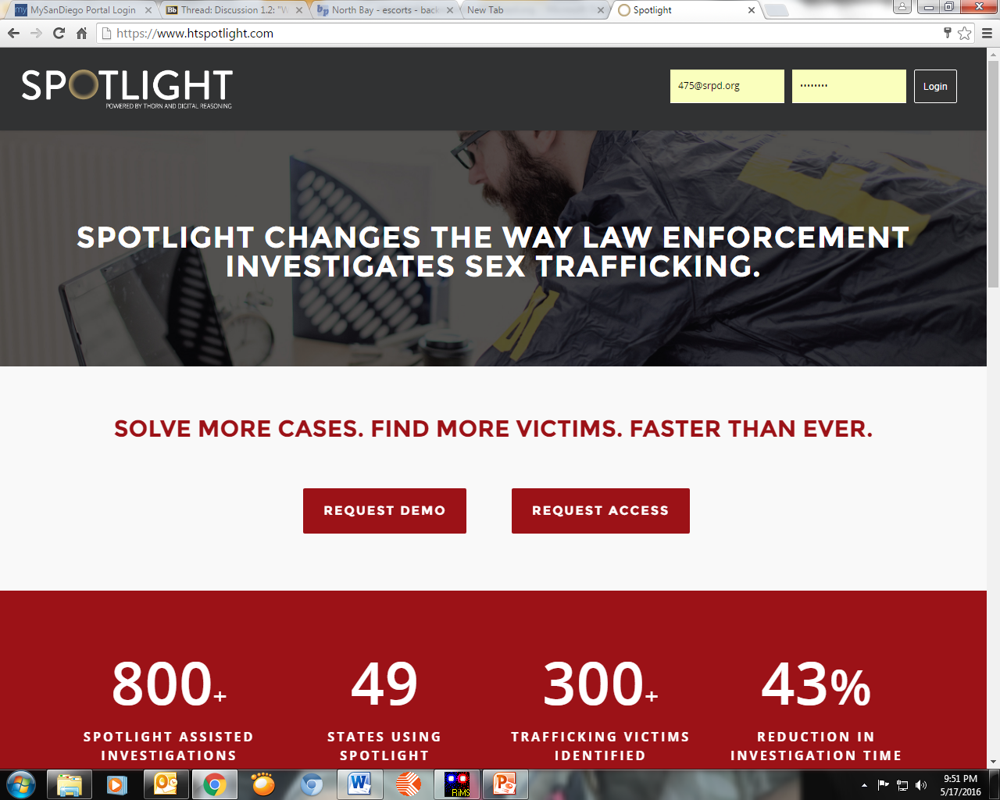 MySanDiego Portal Login
Thread: Discussion 1.2: "W
North Bay - escorts - back
New Tab
Spotlight
https://www.htspotlight.com
SPOTLIGHT
POWERED BY THORN AND DIGITAL REASONING
475@srpd.org
Login
SPOTLIGHT CHANGES THE WAY LAW ENFORCEMENT
INVESTIGATES SEX TRAFFICKING.
SOLVE MORE CASES. FIND MORE VICTIMS. FASTER THAN EVER.
REQUEST DEMO
REQUEST ACCESS
800+
49
300+
43%
SPOTLIGHT ASSISTED
INVESTIGATIONS
STATES USING
SPOTLIGHT
TRAFFICKING VICTIMS
IDENTIFIED
REDUCTION IN
INVESTIGATION TIME
RiMS
9:51 PM
5/17/2016